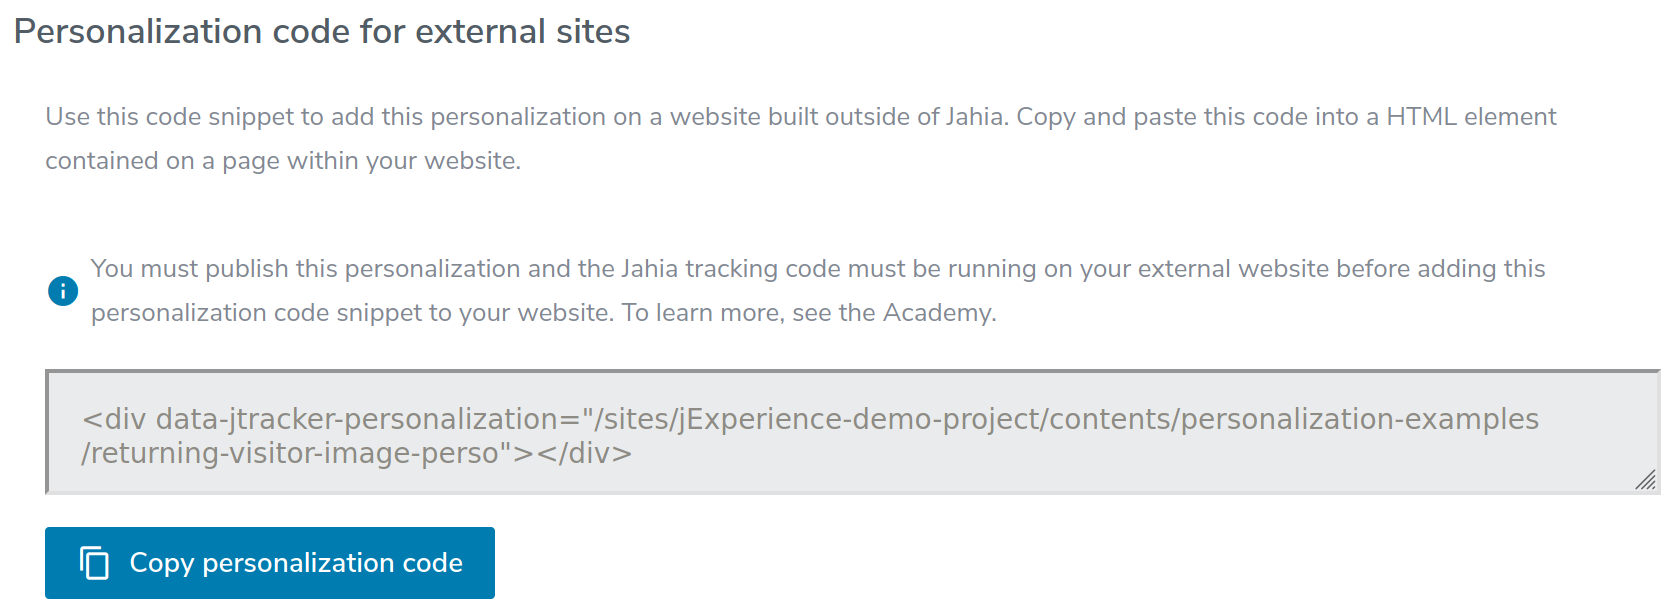 Personalization code for external sites
Use this code snippet to add this personalization on a website built outside of Jahia. Copy and paste this code into a HTML element
contained on a page within your website.
You must publish this personalization and the Jahia tracking code must be running on your external website before adding this
personalization code snippet to your website. To learn more, see the Academy.
<div data-jtracker-personalization="/sites/jExperience-demo-project/contents/personalization-examples
/returning-visitor-image-perso"></div>
Copy personalization code